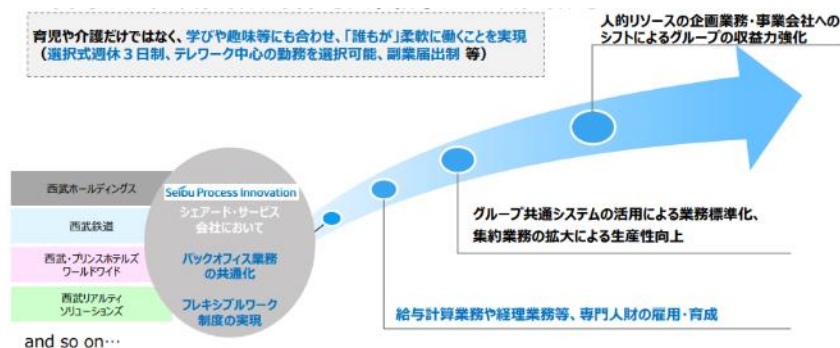 育児や介護だけではなく、学びや趣味等にも合わせ、「誰もが」柔軟に働くことを実現
（選択式週休３日制、テレワーク中心の勤務を選択可能、副業届出制 等）
人的リソースの企画業務・事業会社への
シフトによるグループの収益力強化
西武ホールディングス
西武鉄道
西武・プリンスホテルズ
ワールドワイド
西武リアルティ
ソリューションズ
and so on…
Seibu Process Innovation
シェアード・サービス
会社において
バックオフィス業務
の共通化
フレキシブルワーク
制度の実現
グループ共通システムの活用による業務標準化、
集約業務の拡大による生産性向上
給与計算業務や経理業務等、専門人財の雇用・育成